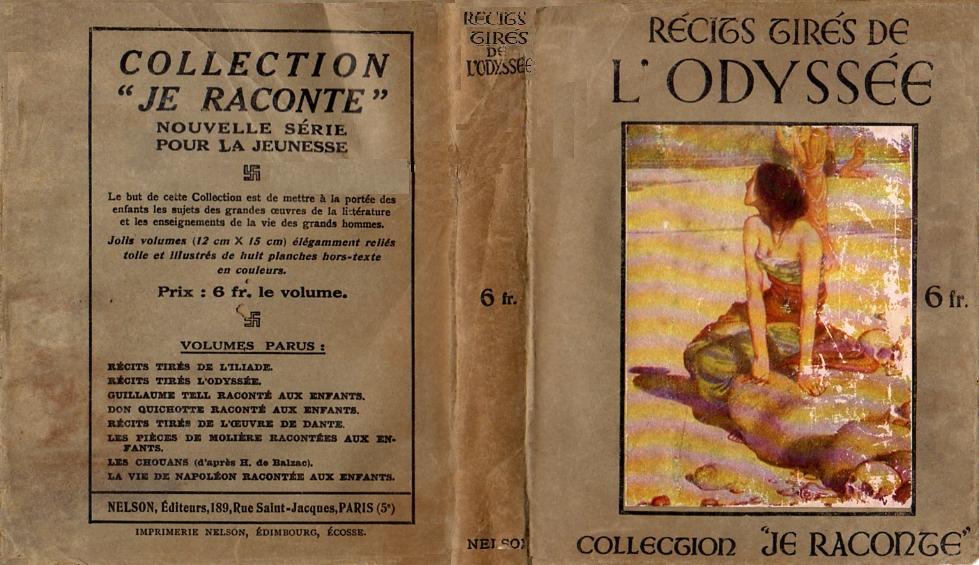 COLLECTION
"JE RACONTE"
NOUVELLE SÉRIE
POUR LA JEUNESSE
Le but de cette Collection est de mettre à la portée des
enfants les sujets des grandes œuvres de la littérature
et les enseignements de la vie des grands hommes.
Jolis volumes (12 cm X 15 cm) élégamment reliés
toile et illustrés de huit planches hors-texte
en couleurs.
Prix : 6 fr. le volume.
VOLUMES PARUS :
RÉCITS TIRÉS DE L'ILIADE.
RÉCITS TIRÉS L'ODYSSÉE.
GUILLAUME TELL RACONTÉ AUX ENFANTS.
DON QUICHOTTE RACONTÉ AUX ENFANTS.
RÉCITS TIRÉS DE L'ŒUVRE DE DANTE.
LES PIÈCES DE MOLIÈRE RACONTÉES AUX EN-
FANTS.
LES CHOUANS (d'après H. de Balzac).
LA VIE DE NAPOLÉON RACONTÉE AUX ENFANTS.
NELSON, Éditeurs, 189, Rue Saint-Jacques, PARIS (5e)
IMPRIMERIE NELSON, ÉDIMBOURG, ÉCOSSE.
RÉCITS
TIRÉS
DE
L'ODYSSÉE
6 fr.
NELSON
RÉCITS TIRÉS DE
L'ODYSSÉE
6 fr.
COLLECTION "JE RACONTE"